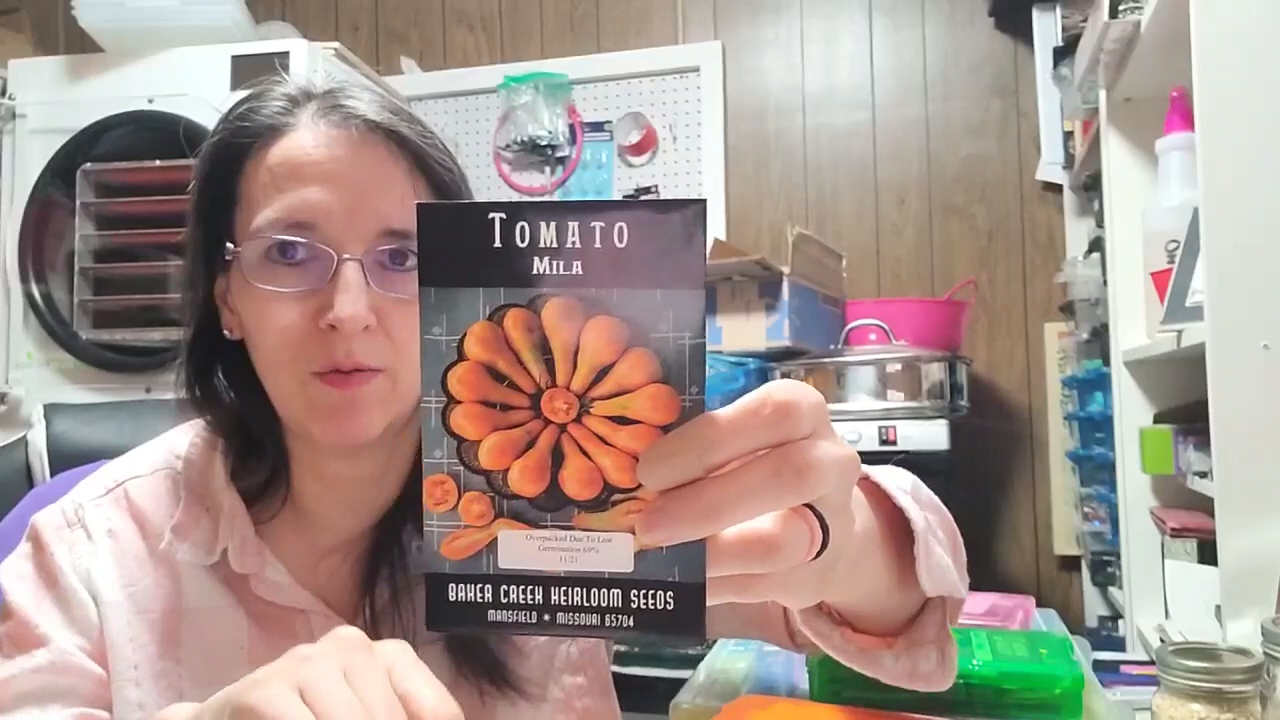 TOMATO
MILA
Overpacked Due To Low
Germination 69%
11/21
BAKER CREEK HEIRLOOM SEEDS
MANSFIELD * MISSOURI 65704